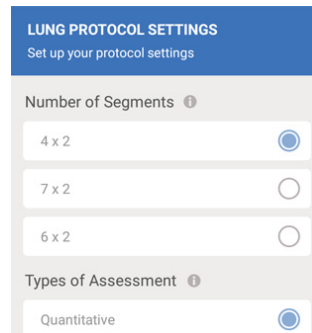 LUNG PROTOCOL SETTINGS
Set up your protocol settings
Number of Segments
4 x 2
7 x 2
6 x 2
Types of Assessment
Quantitative